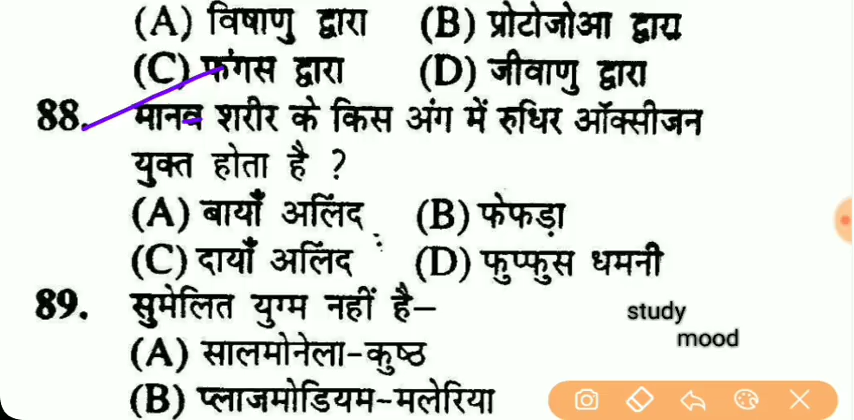 (A) विषाणु द्वारा (B) प्रोटोजोआ द्वारा
(C) फंगस द्वारा (D) जीवाणु द्वारा
88. मानव शरीर के किस अंग में रुधिर ऑक्सीजन
युक्त होता है ?
(A) बायाँ अलिंद (B) फेफड़ा
(C) दायाँ अलिंद (D) फुप्फुस धमनी
89. सुमेलित युग्म नहीं है–
(A) सालमोनेला-कुष्ठ
(B) प्लाजमोडियम-मलेरिया
study
mood